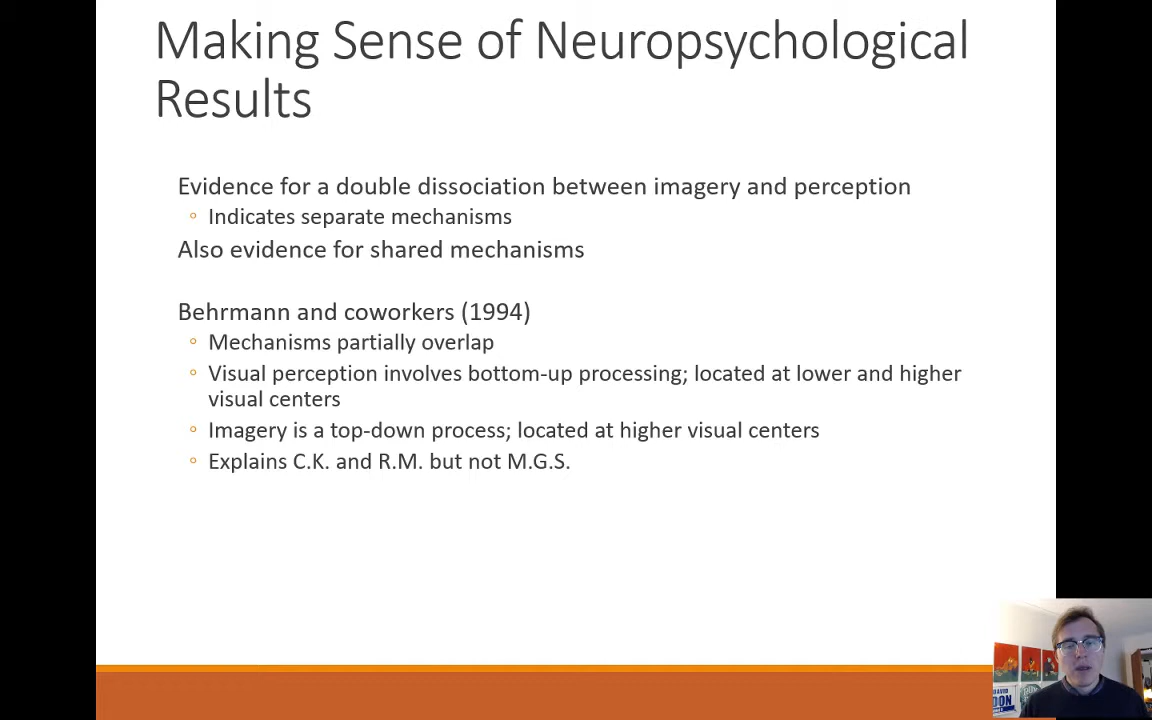 Making Sense of Neuropsychological
Results
Evidence for a double dissociation between imagery and perception
◦ Indicates separate mechanisms
Also evidence for shared mechanisms
Behrmann and coworkers (1994)
◦ Mechanisms partially overlap
◦ Visual perception involves bottom-up processing; located at lower and higher
visual centers
◦ Imagery is a top-down process; located at higher visual centers
◦ Explains C.K. and R.M. but not M.G.S.
DAVID